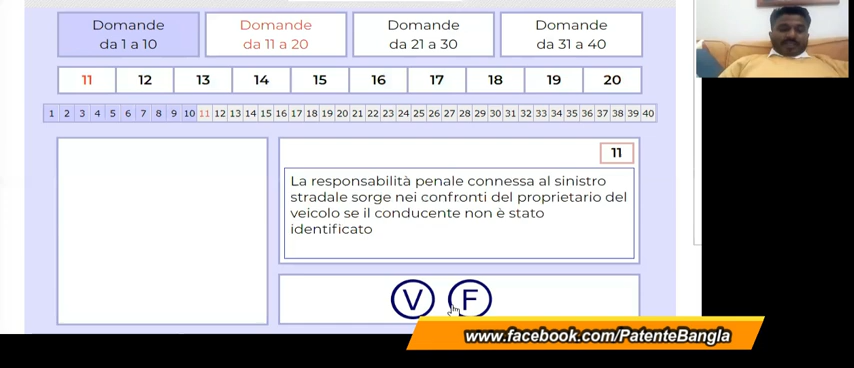 Domande Domande Domande Domande
da 1 a 10 da 11 a 20 da 21 a 30 da 31 a 40
11 12 13 14 15 16 17 18 19 20
1 2 3 4 5 6 7 8 9 10 11 12 13 14 15 16 17 18 19 20 21 22 23 24 25 26 27 28 29 30 31 32 33 34 35 36 37 38 39 40
11
La responsabilità penale connessa al sinistro
stradale sorge nei confronti del proprietario del
veicolo se il conducente non è stato
identificato
V F
www.facebook.com/PatenteBangla